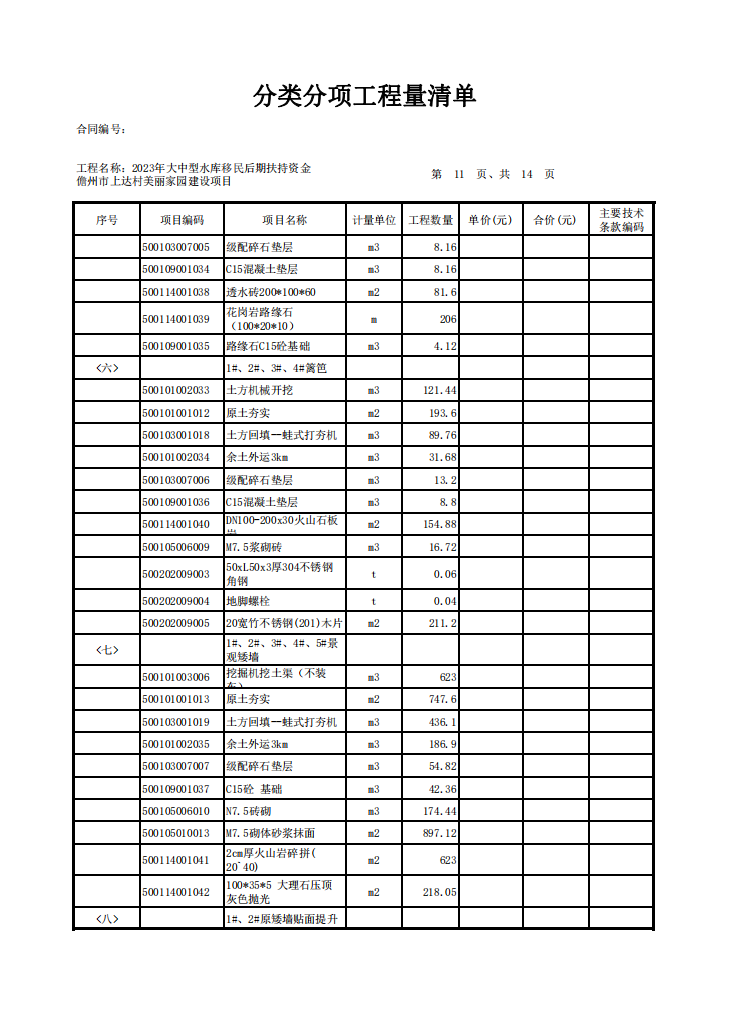 分类分项工程量清单
合同编号：
工程名称：2023年大中型水库移民后期扶持资金
儋州市上达村美丽家园建设项目
第 11 页、共 14 页
序号 项目编码 项目名称 计量单位 工程数量 单价(元) 合价(元) 主要技术
条款编码
500103007005 级配碎石垫层 m3 8.16
500109001034 C15混凝土垫层 m3 8.16
500114001038 透水砖200*100*60 m2 81.6
500114001039 花岗岩路缘石
（100*20*10） m 206
500109001035 路缘石C15砼基础 m3 4.12
<六> 1#、2#、3#、4#篱笆
500101002033 土方机械开挖 m3 121.44
500101001012 原土夯实 m2 193.6
500103001018 土方回填--蛙式打夯机 m3 89.76
500101002034 余土外运3km m3 31.68
500103007006 级配碎石垫层 m3 13.2
500109001036 C15混凝土垫层 m3 8.8
500114001040 DN100-200x30火山石板 m2 154.88
500105006009 M7.5浆砌砖 m3 16.72
500202009003 50xL50x3厚304不锈钢
角钢 t 0.06
500202009004 地脚螺栓 t 0.04
500202009005 20宽竹不锈钢(201)木片 m2 211.2
<七> 1#、2#、3#、4#、5#景
观矮墙
500101003006 挖掘机挖土渠（不装 m3 623
500101001013 原土夯实 m2 747.6
500103001019 土方回填--蛙式打夯机 m3 436.1
500101002035 余土外运3km m3 186.9
500103007007 级配碎石垫层 m3 54.82
500109001037 C15砼 基础 m3 42.36
500105006010 N7.5砖砌 m3 174.44
500105010013 M7.5砌体砂浆抹面 m2 897.12
500114001041 2cm厚火山岩碎拼(
20~40) m2 623
500114001042 100*35*5 大理石压顶
灰色抛光 m2 218.05
<八> 1#、2#原矮墙贴面提升